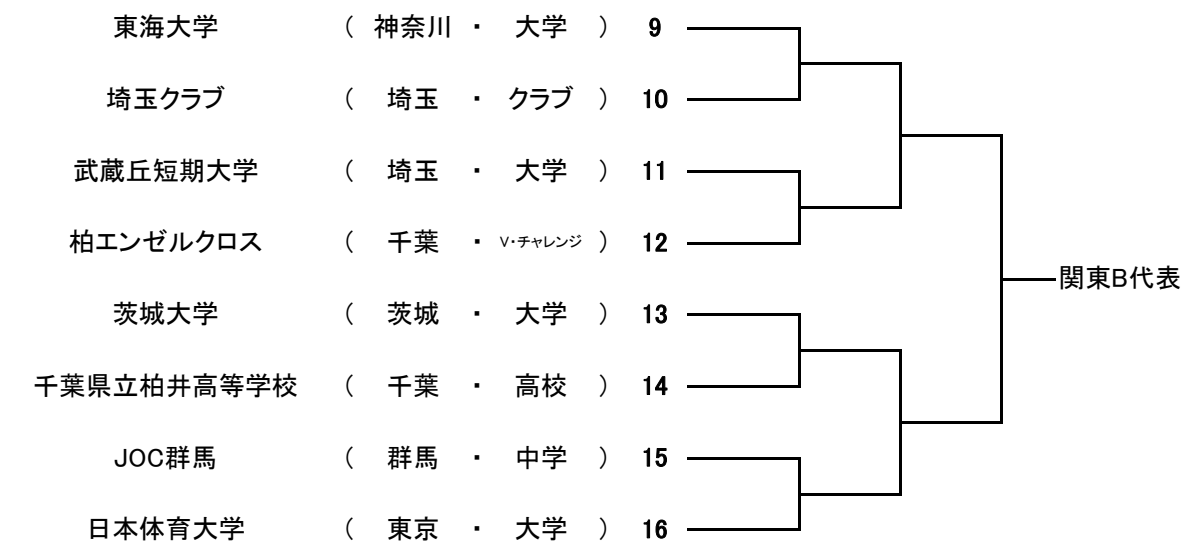 東海大学 ( 神奈川 ・ 大学 ) 9
埼玉クラブ ( 埼玉 ・ クラブ ) 10
武蔵丘短期大学 ( 埼玉 ・ 大学 ) 11
柏エンゼルクロス ( 千葉 ・ V・チャレンジ ) 12
関東B代表
茨城大学 ( 茨城 ・ 大学 ) 13
千葉県立柏井高等学校 ( 千葉 ・ 高校 ) 14
JOC群馬 ( 群馬 ・ 中学 ) 15
日本体育大学 ( 東京 ・ 大学 ) 16